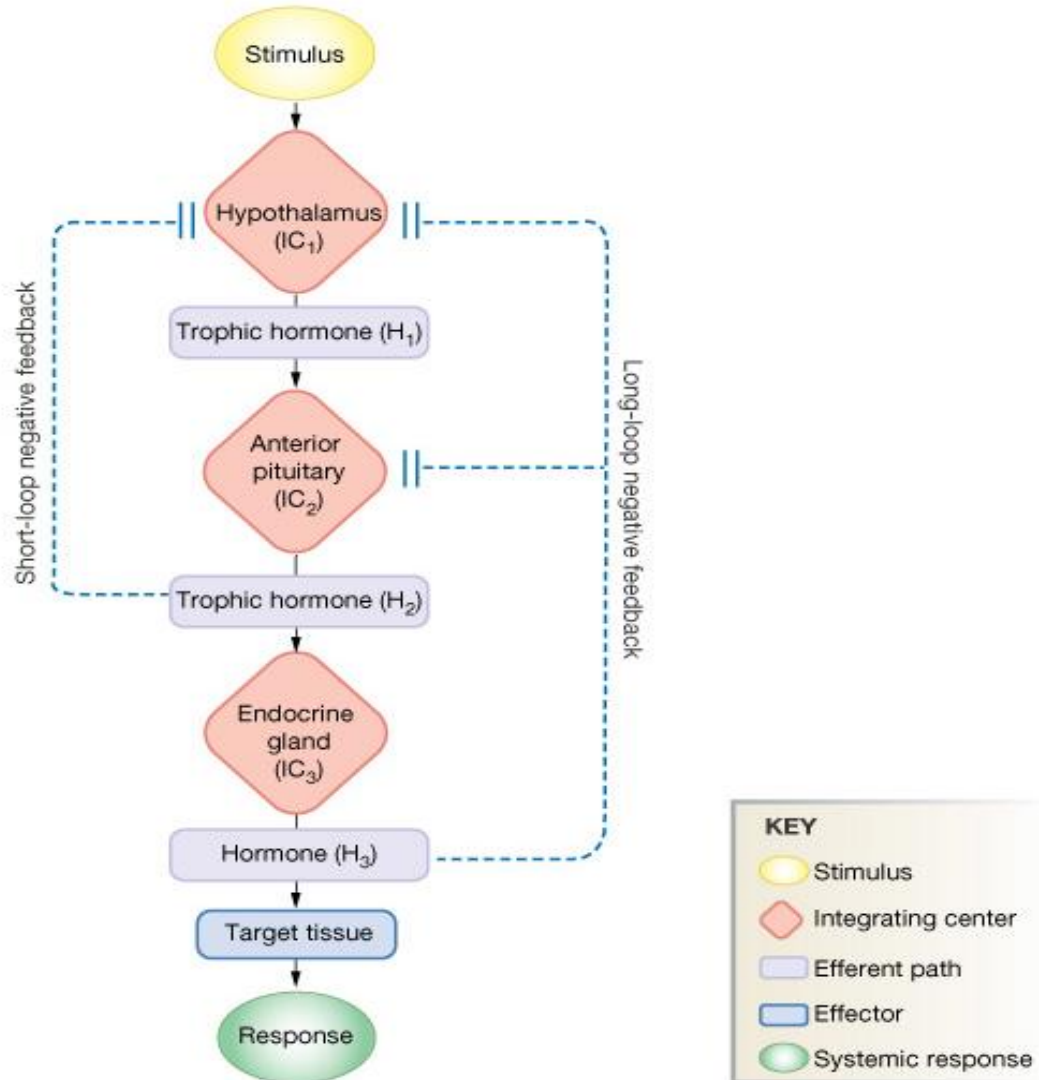 Stimulus
Hypothalamus
(IC₁)
Trophic hormone (H₁)
Anterior
pituitary
(IC₂)
Trophic hormone (H₂)
Endocrine
gland
(IC₃)
Hormone (H₃)
Target tissue
Response
Short-loop negative feedback
Long-loop negative feedback
KEY
Stimulus
Integrating center
Efferent path
Effector
Systemic response